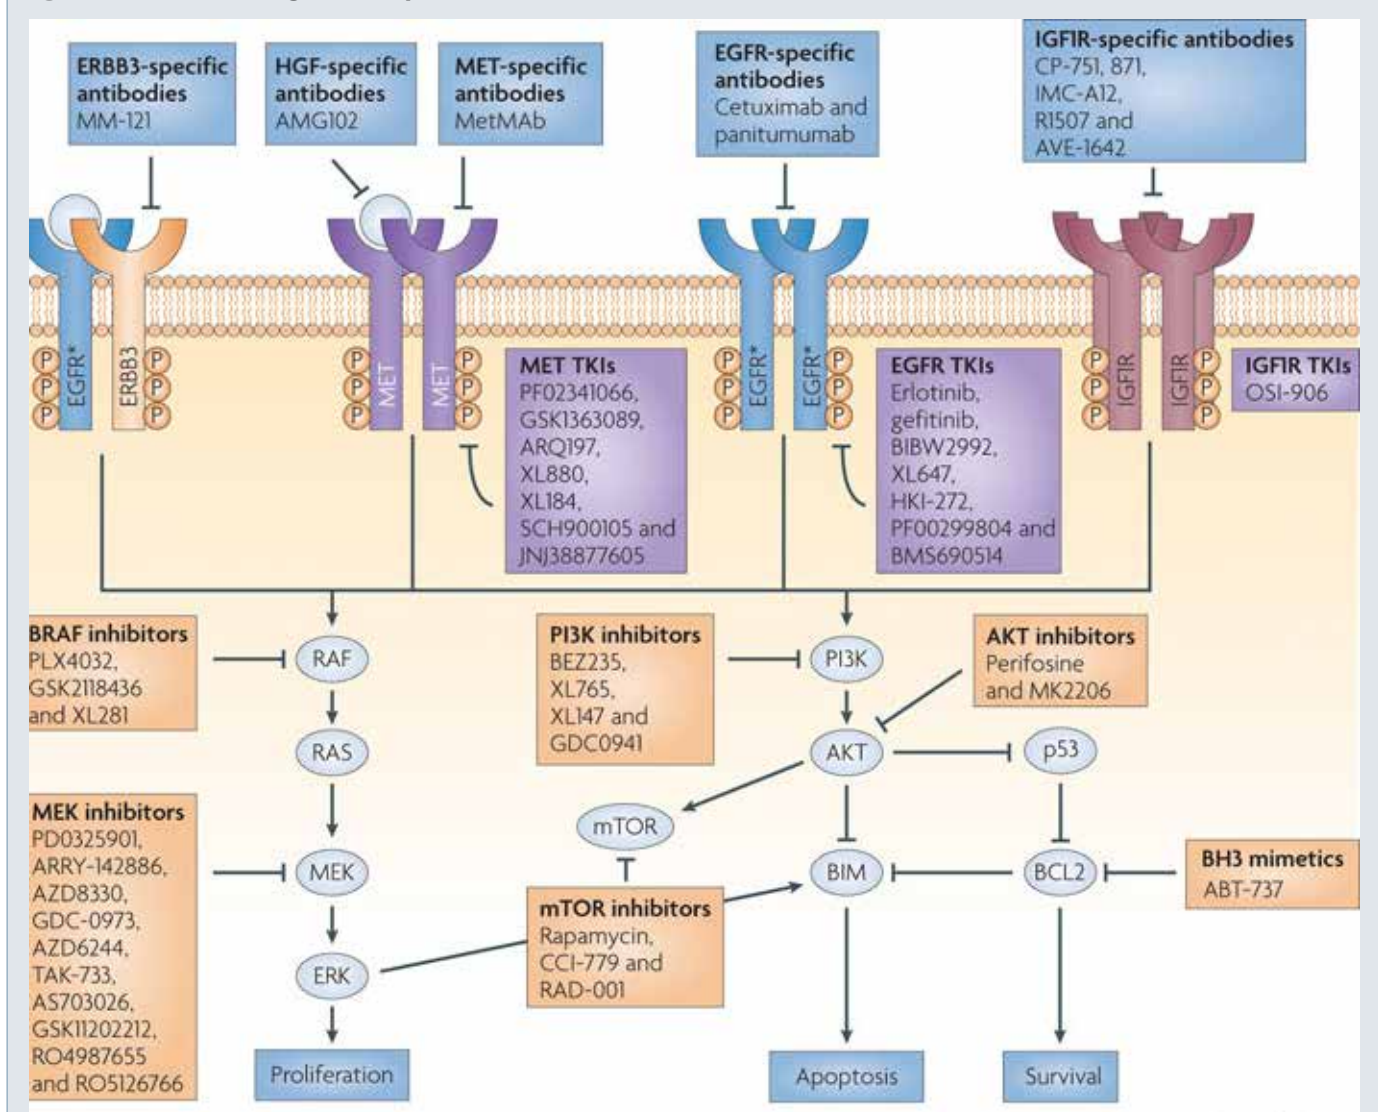 ERBB3-specific
antibodies
MM-121
HGF-specific
antibodies
AMG102
MET-specific
antibodies
MetMAb
EGFR-specific
antibodies
Cetuximab and
panitumumab
IGF1R-specific antibodies
CP-751, 871,
IMC-A12,
R1507 and
AVE-1642
EGFR*
ERBB3
P
P
P
P
P
P
MET
MET
P
P
P
P
P
P
MET TKIs
PF02341066,
GSK1363089,
ARQ197,
XL880,
XL184,
SCH900105 and
JNJ38877605
EGFR*
EGFR*
P
P
P
P
P
P
EGFR TKIs
Erlotinib,
gefitinib,
BIBW2992,
XL647,
HKI-272,
PF00299804 and
BMS690514
IGF1R
IGF1R
P
P
P
P
P
P
IGF1R TKIs
OSI-906
BRAF inhibitors
PLX4032,
GSK2118436
and XL281
RAF
PI3K inhibitors
BEZ235,
XL765,
XL147 and
GDC0941
PI3K
AKT inhibitors
Perifosine
and MK2206
RAS
AKT
p53
mTOR
MEK inhibitors
PD0325901,
ARRY-142886,
AZD8330,
GDC-0973,
AZD6244,
TAK-733,
AS703026,
GSK11202212,
RO4987655
and RO5126766
MEK
BIM
BCL2
BH3 mimetics
ABT-737
mTOR inhibitors
Rapamycin,
CCI-779 and
RAD-001
ERK
Proliferation
Apoptosis
Survival